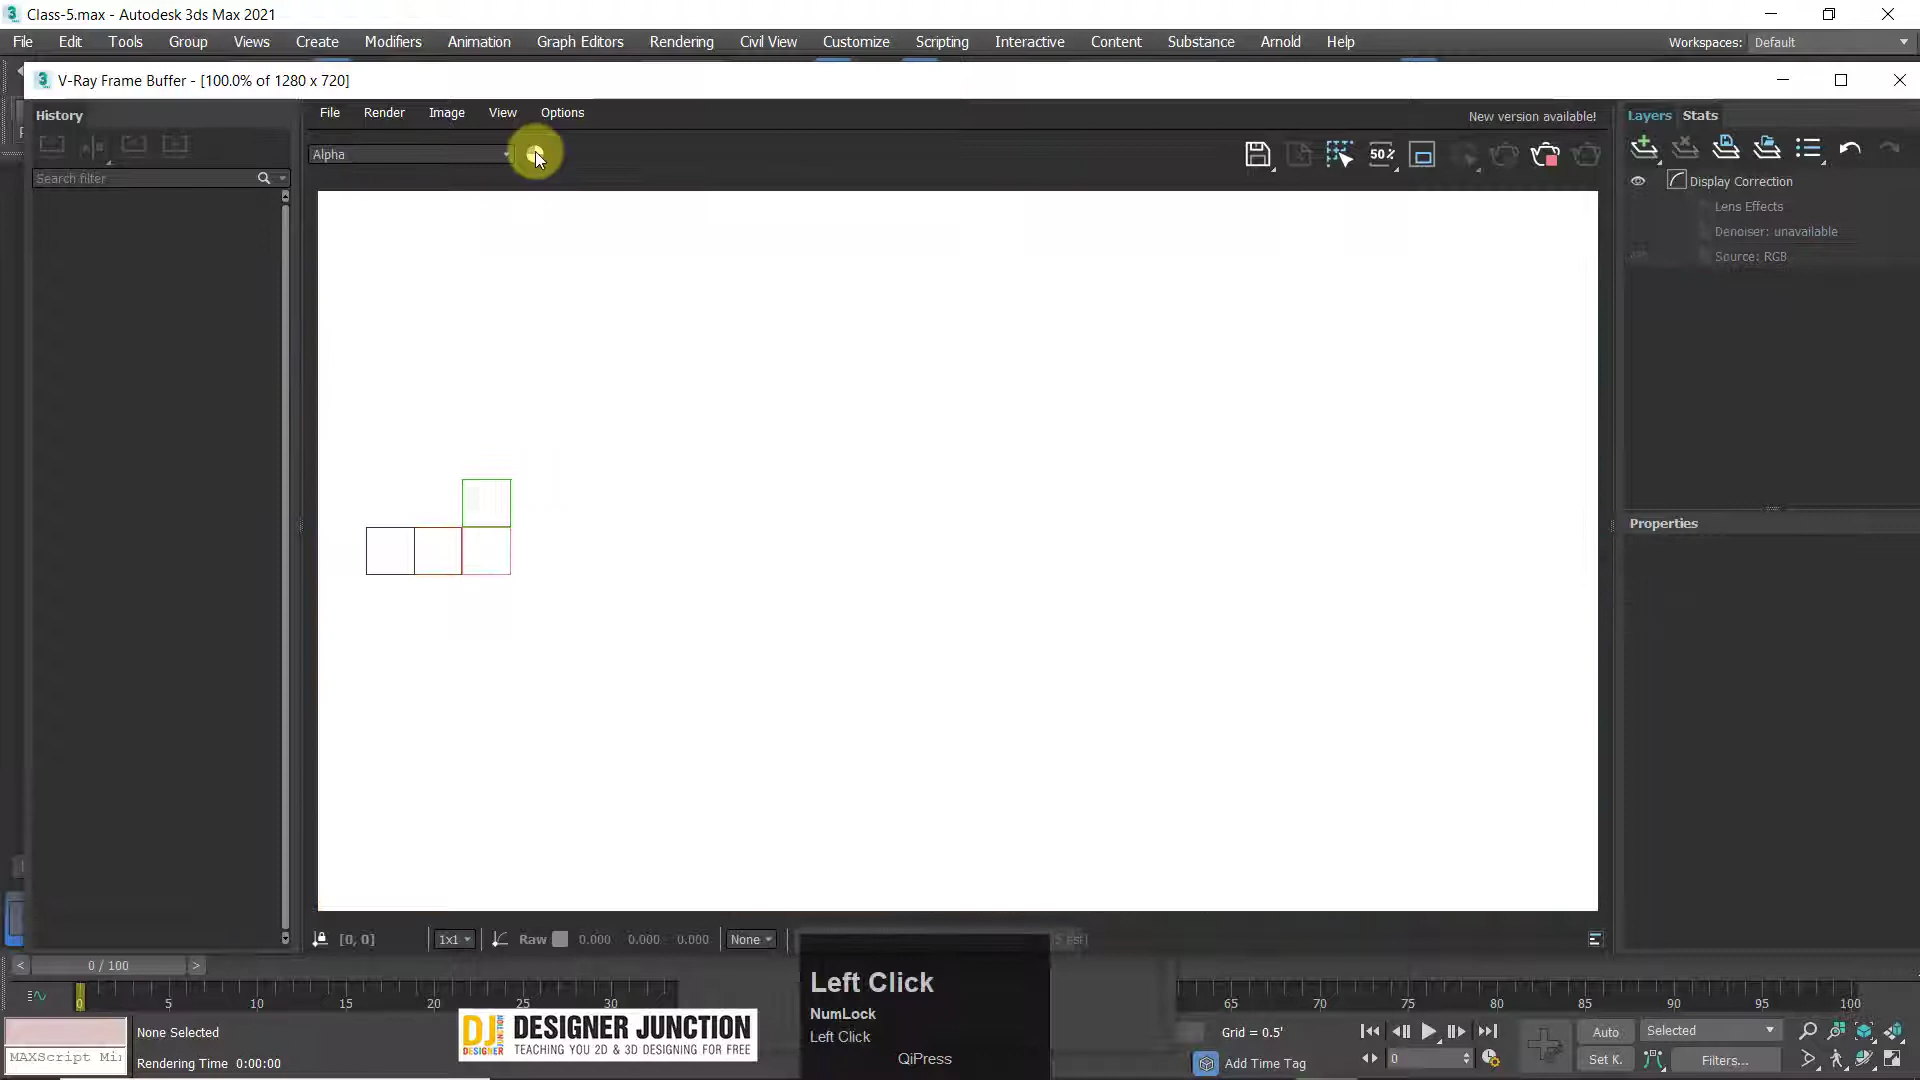 Class-5.max - Autodesk 3ds Max 2021
File Edit Tools Group Views Create Modifiers Animation Graph Editors Rendering Civil View Customize Scripting Interactive Content Substance Arnold Help Workspaces: Default
V-Ray Frame Buffer - [100.0% of 1280 x 720]
History
File Render Image View Options
New version available!
Layers Stats
Alpha
50%
Search filter
Display Correction
Lens Effects
Denoiser: unavailable
Source: RGB
Properties
[0, 0] 1x1 Raw 0.000 0.000 0.000 None
0 / 100
0 5 10 15 20 25 30 65 70 75 80 85 90 95 100
Left Click
NumLock
Left Click
QiPress
None Selected
MAXScript Mi
Rendering Time 0:00:00
DJ DESIGNER JUNCTION
DESIGNER
JUNCTION
TEACHING YOU 2D & 3D DESIGNING FOR FREE
Grid = 0.5'
Add Time Tag
Auto
Selected
0
Set K.
Filters...